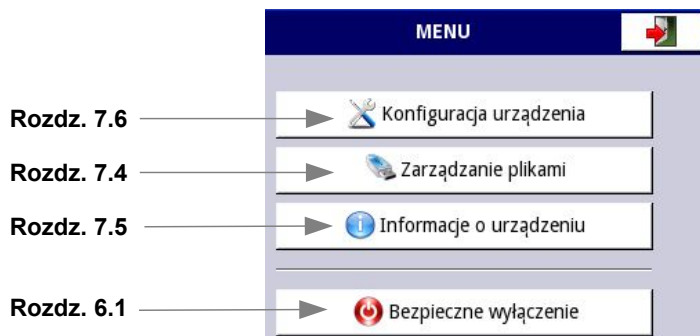 MENU
Rozdz. 7.6 Konfiguracja urządzenia
Rozdz. 7.4 Zarządzanie plikami
Rozdz. 7.5 Informacje o urządzeniu
Rozdz. 6.1 Bezpieczne wyłączenie